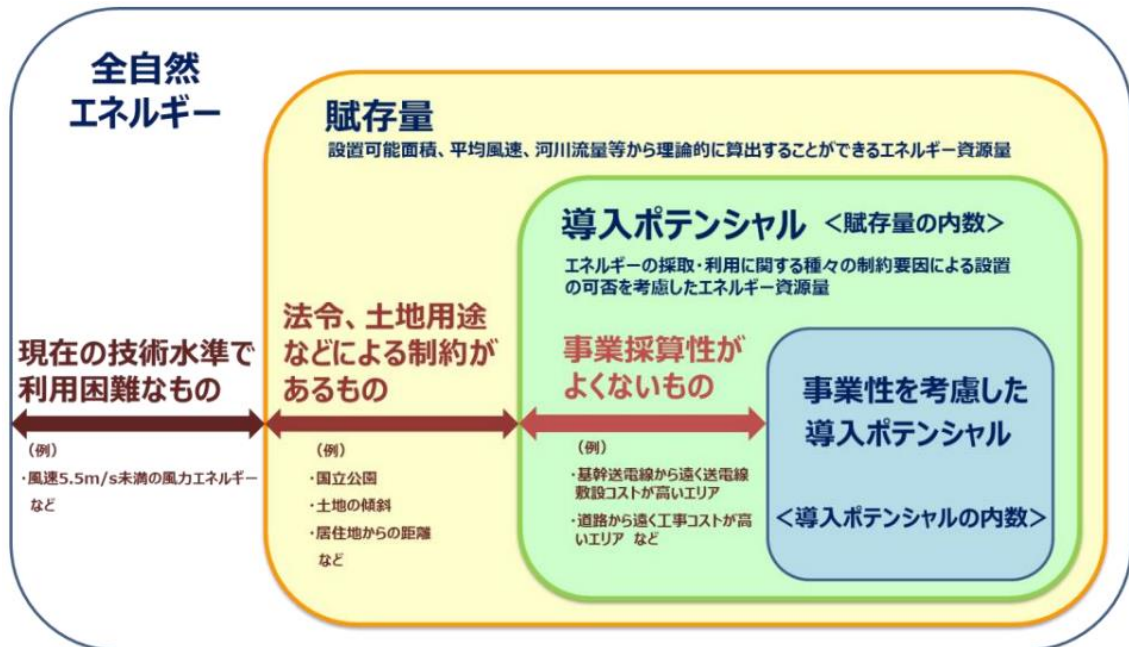 全自然
エネルギー
賦存量
設置可能面積、平均風速、河川流量等から理論的に算出することができるエネルギー資源量
導入ポテンシャル <賦存量の内数>
エネルギーの採取・利用に関する種々の制約要因による設置
の可否を考慮したエネルギー資源量
現在の技術水準で
利用困難なもの
(例)
・風速5.5m/s未満の風力エネルギー
など
法令、土地用途
などによる制約が
あるもの
(例)
・国立公園
・土地の傾斜
・居住地からの距離
など
事業採算性が
よくないもの
(例)
・基幹送電線から遠く送電線
敷設コストが高いエリア
・道路から遠く工事コストが高
いエリア など
事業性を考慮した
導入ポテンシャル
<導入ポテンシャルの内数>